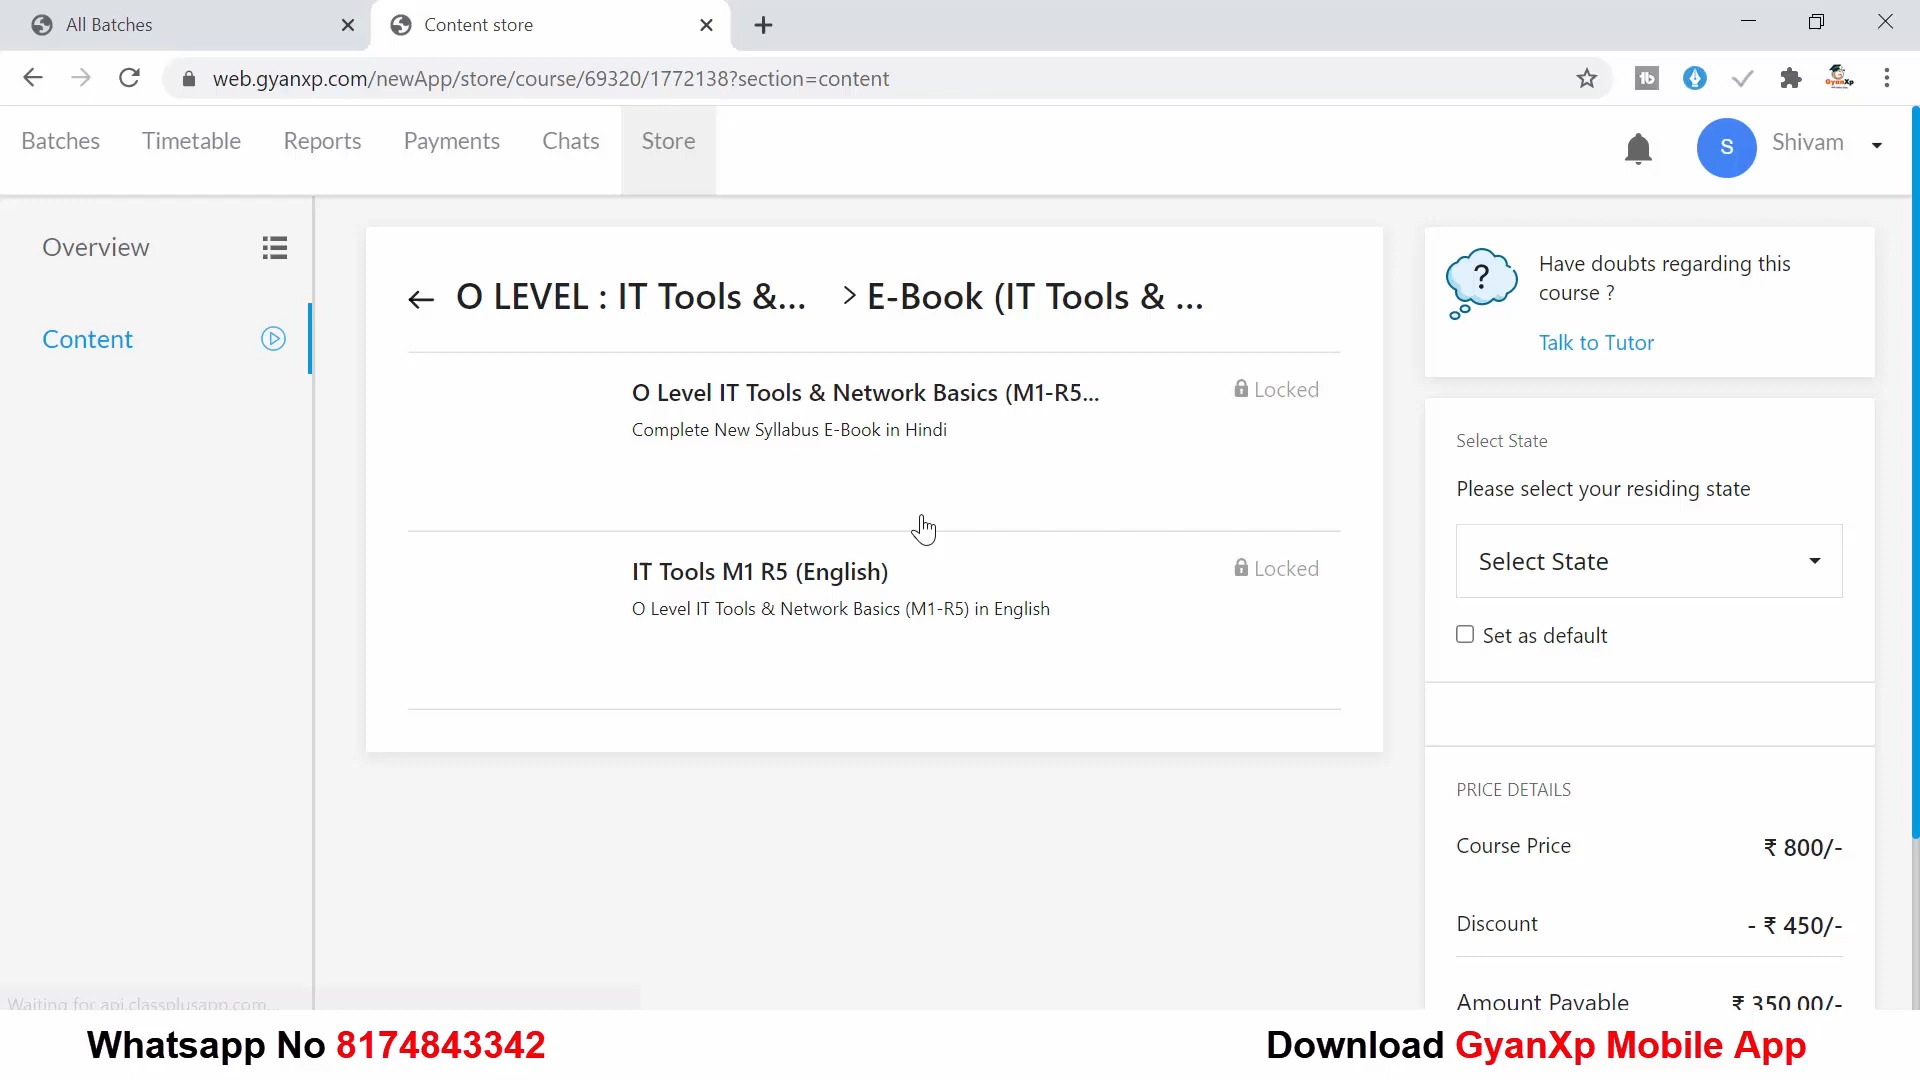 All Batches
Content store
web.gyanxp.com/newApp/store/course/69320/1772138?section=content
Batches
Timetable
Reports
Payments
Chats
Store
S
Shivam
Overview
Content
O LEVEL : IT Tools &...
> E-Book (IT Tools & ...
O Level IT Tools & Network Basics (M1-R5...
Locked
Complete New Syllabus E-Book in Hindi
IT Tools M1 R5 (English)
Locked
O Level IT Tools & Network Basics (M1-R5) in English
?
Have doubts regarding this
course ?
Talk to Tutor
Select State
Please select your residing state
Select State
Set as default
PRICE DETAILS
Course Price
₹ 800/-
Discount
- ₹ 450/-
Amount Payable
₹ 350.00/-
Waiting for api.classplusapp.com...
Whatsapp No 8174843342
Download GyanXp Mobile App